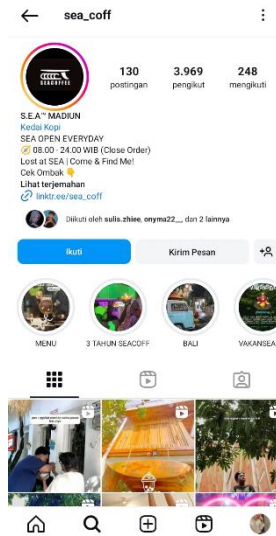 sea_coff
SEACOFFEE
130
postingan
3.969
pengikut
248
mengikuti
S.E.A™ MADIUN
Kedai Kopi
SEA OPEN EVERYDAY
08.00 - 24.00 WIB (Close Order)
Lost at SEA | Come & Find Me!
Cek Ombak
Lihat terjemahan
linktr.ee/sea_coff
Diikuti oleh sulis.zhiee, onyma22__, dan 2 lainnya
Ikuti
Kirim Pesan
MENU
3 TAHUN SEACOFF
BALI
VAKANSEA